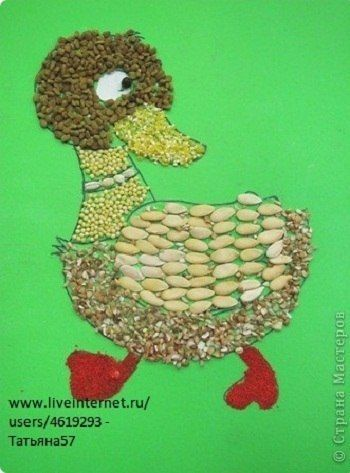 www.liveinternet.ru/
users/4619293 -
Татьяна57
© Страна Мастеров